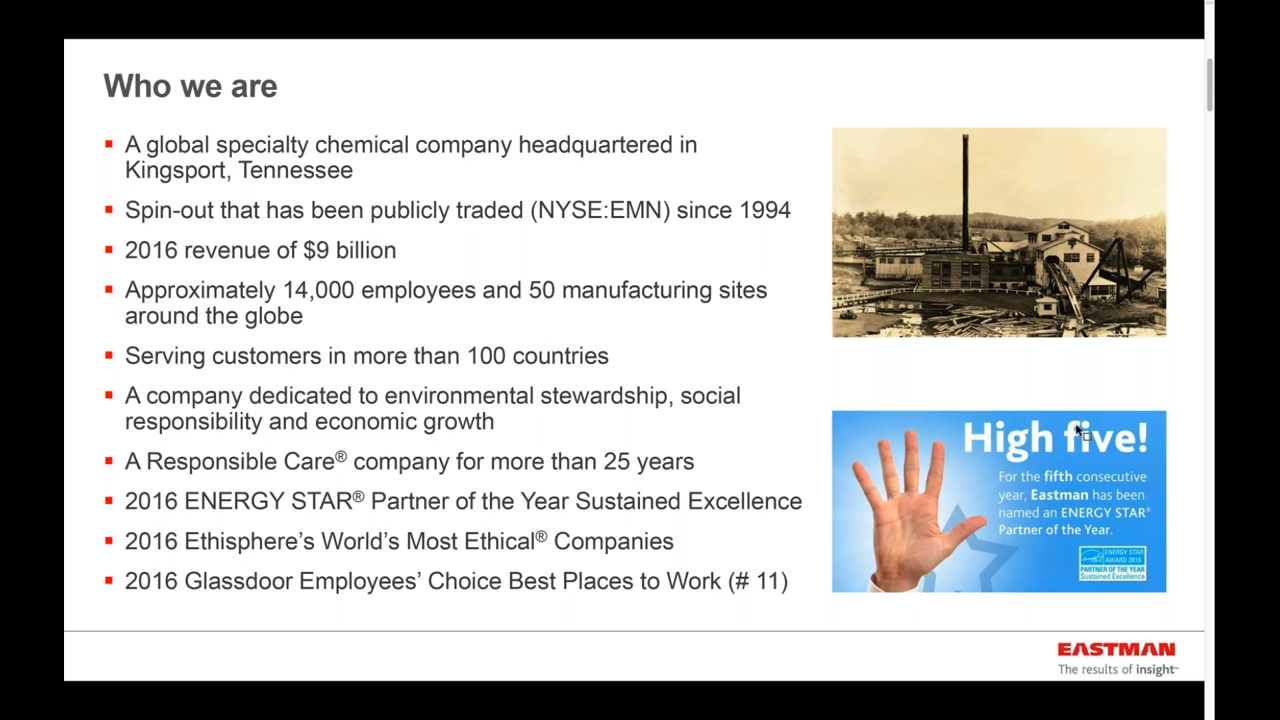 Who we are
A global specialty chemical company headquartered in
Kingsport, Tennessee
Spin-out that has been publicly traded (NYSE:EMN) since 1994
2016 revenue of $9 billion
Approximately 14,000 employees and 50 manufacturing sites
around the globe
Serving customers in more than 100 countries
A company dedicated to environmental stewardship, social
responsibility and economic growth
A Responsible Care® company for more than 25 years
2016 ENERGY STAR® Partner of the Year Sustained Excellence
2016 Ethisphere’s World’s Most Ethical® Companies
2016 Glassdoor Employees’ Choice Best Places to Work (# 11)
High five!
For the fifth consecutive
year, Eastman has been
named an ENERGY STAR®
Partner of the Year.
ENERGY STAR
AWARD 2016
PARTNER OF THE YEAR
Sustained Excellence
EASTMAN
The results of insight™